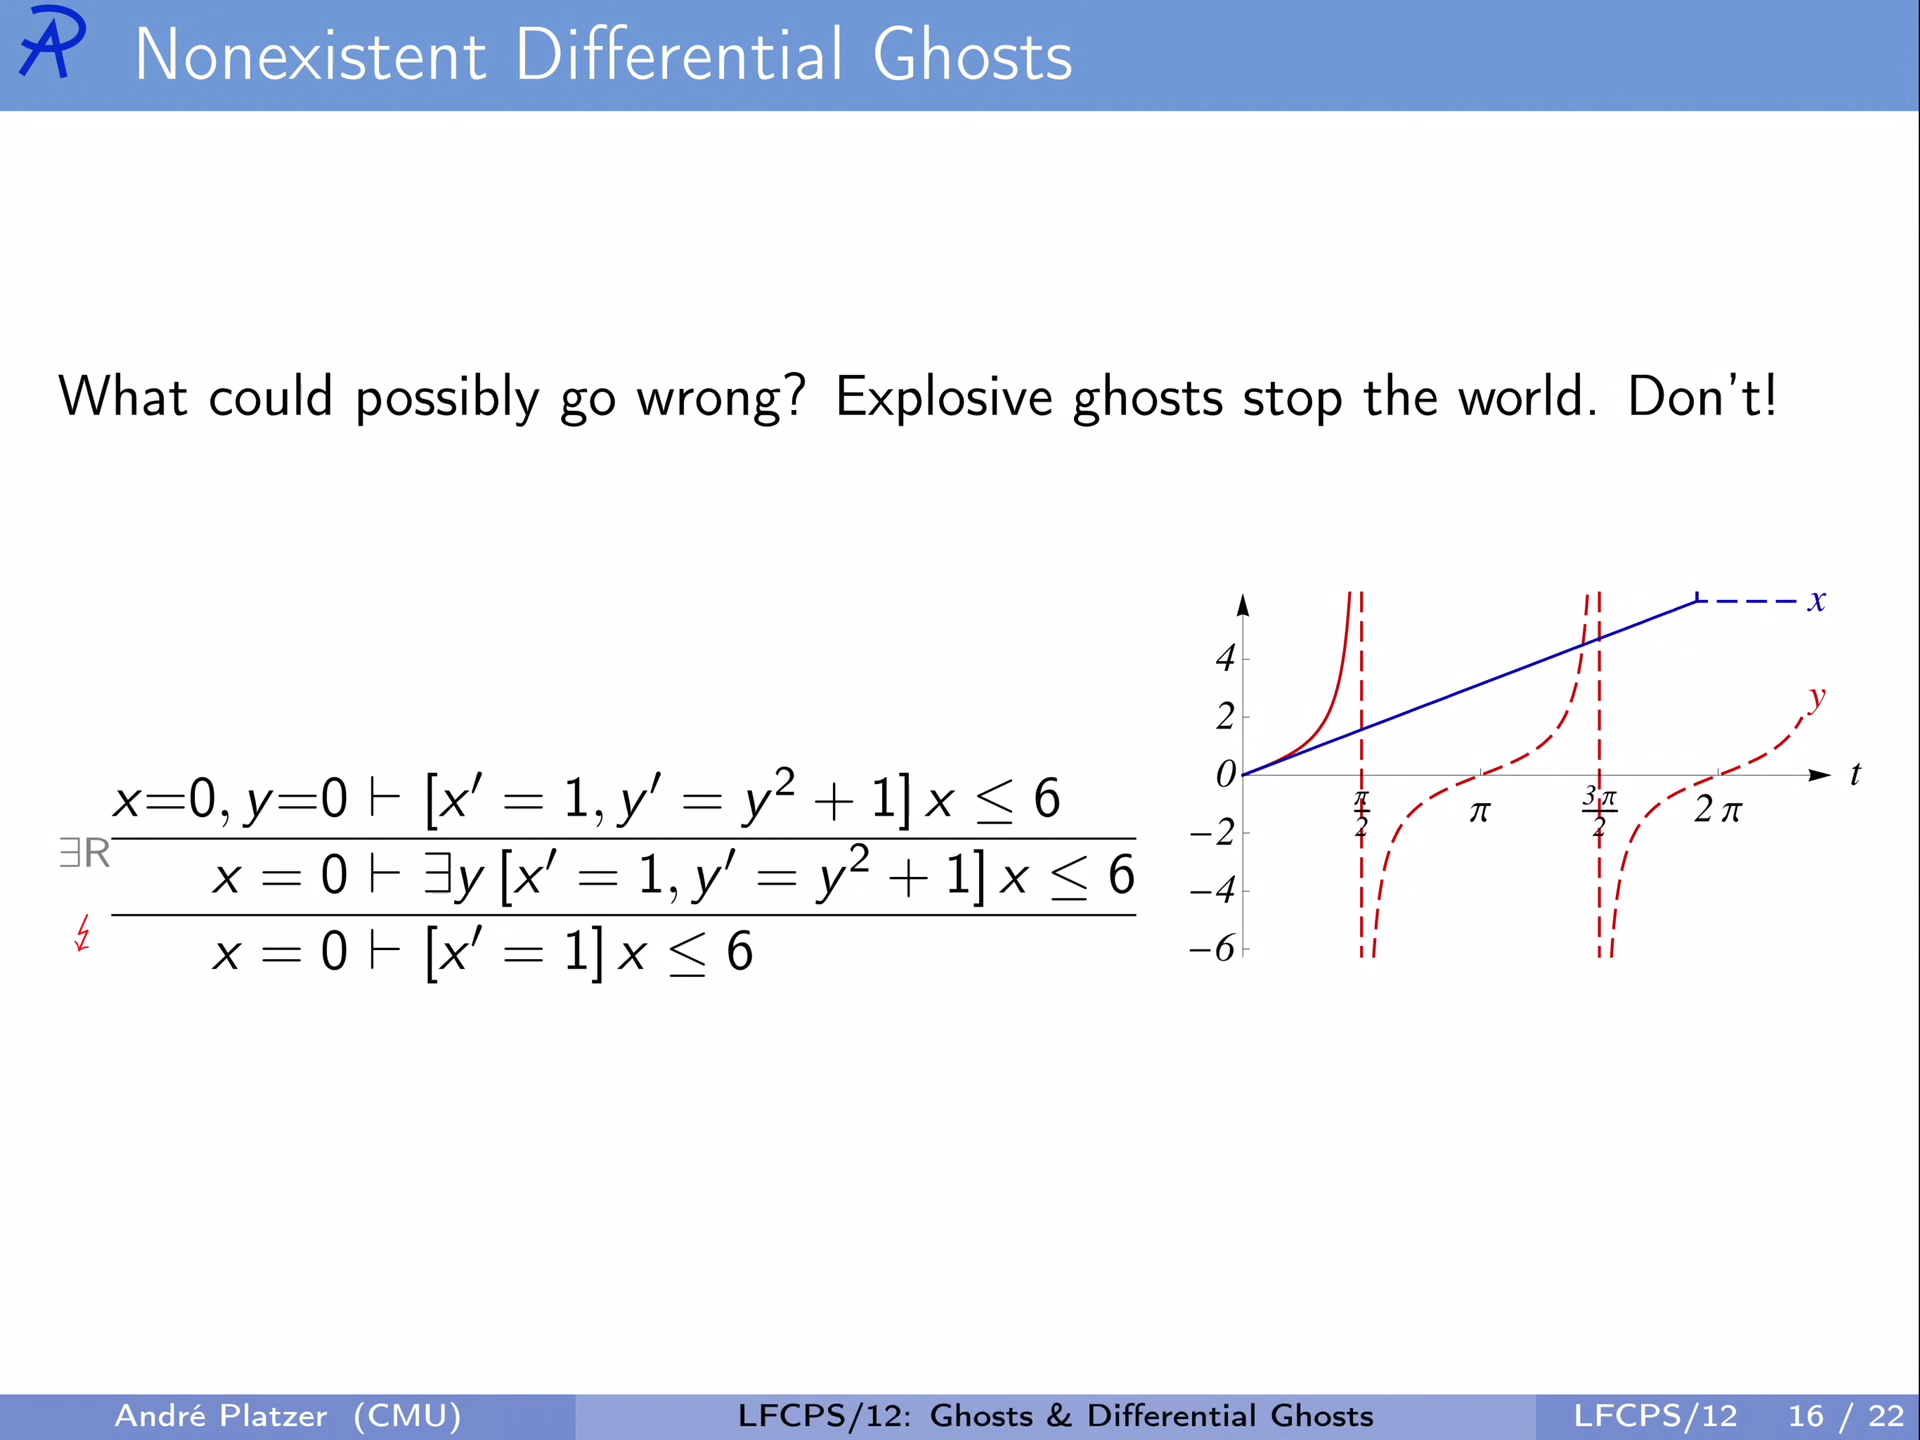 Nonexistent Differential Ghosts
What could possibly go wrong? Explosive ghosts stop the world. Don't!
x=0, y=0 ⊢ [x′ = 1, y′ = y² + 1] x ≤ 6
∃R
x = 0 ⊢ ∃y [x′ = 1, y′ = y² + 1] x ≤ 6
x = 0 ⊢ [x′ = 1] x ≤ 6
x
y
t
4
2
0
−2
−4
−6
π/2
π
3π/2
2π
André Platzer (CMU)
LFCPS/12: Ghosts & Differential Ghosts
LFCPS/12
16 / 22